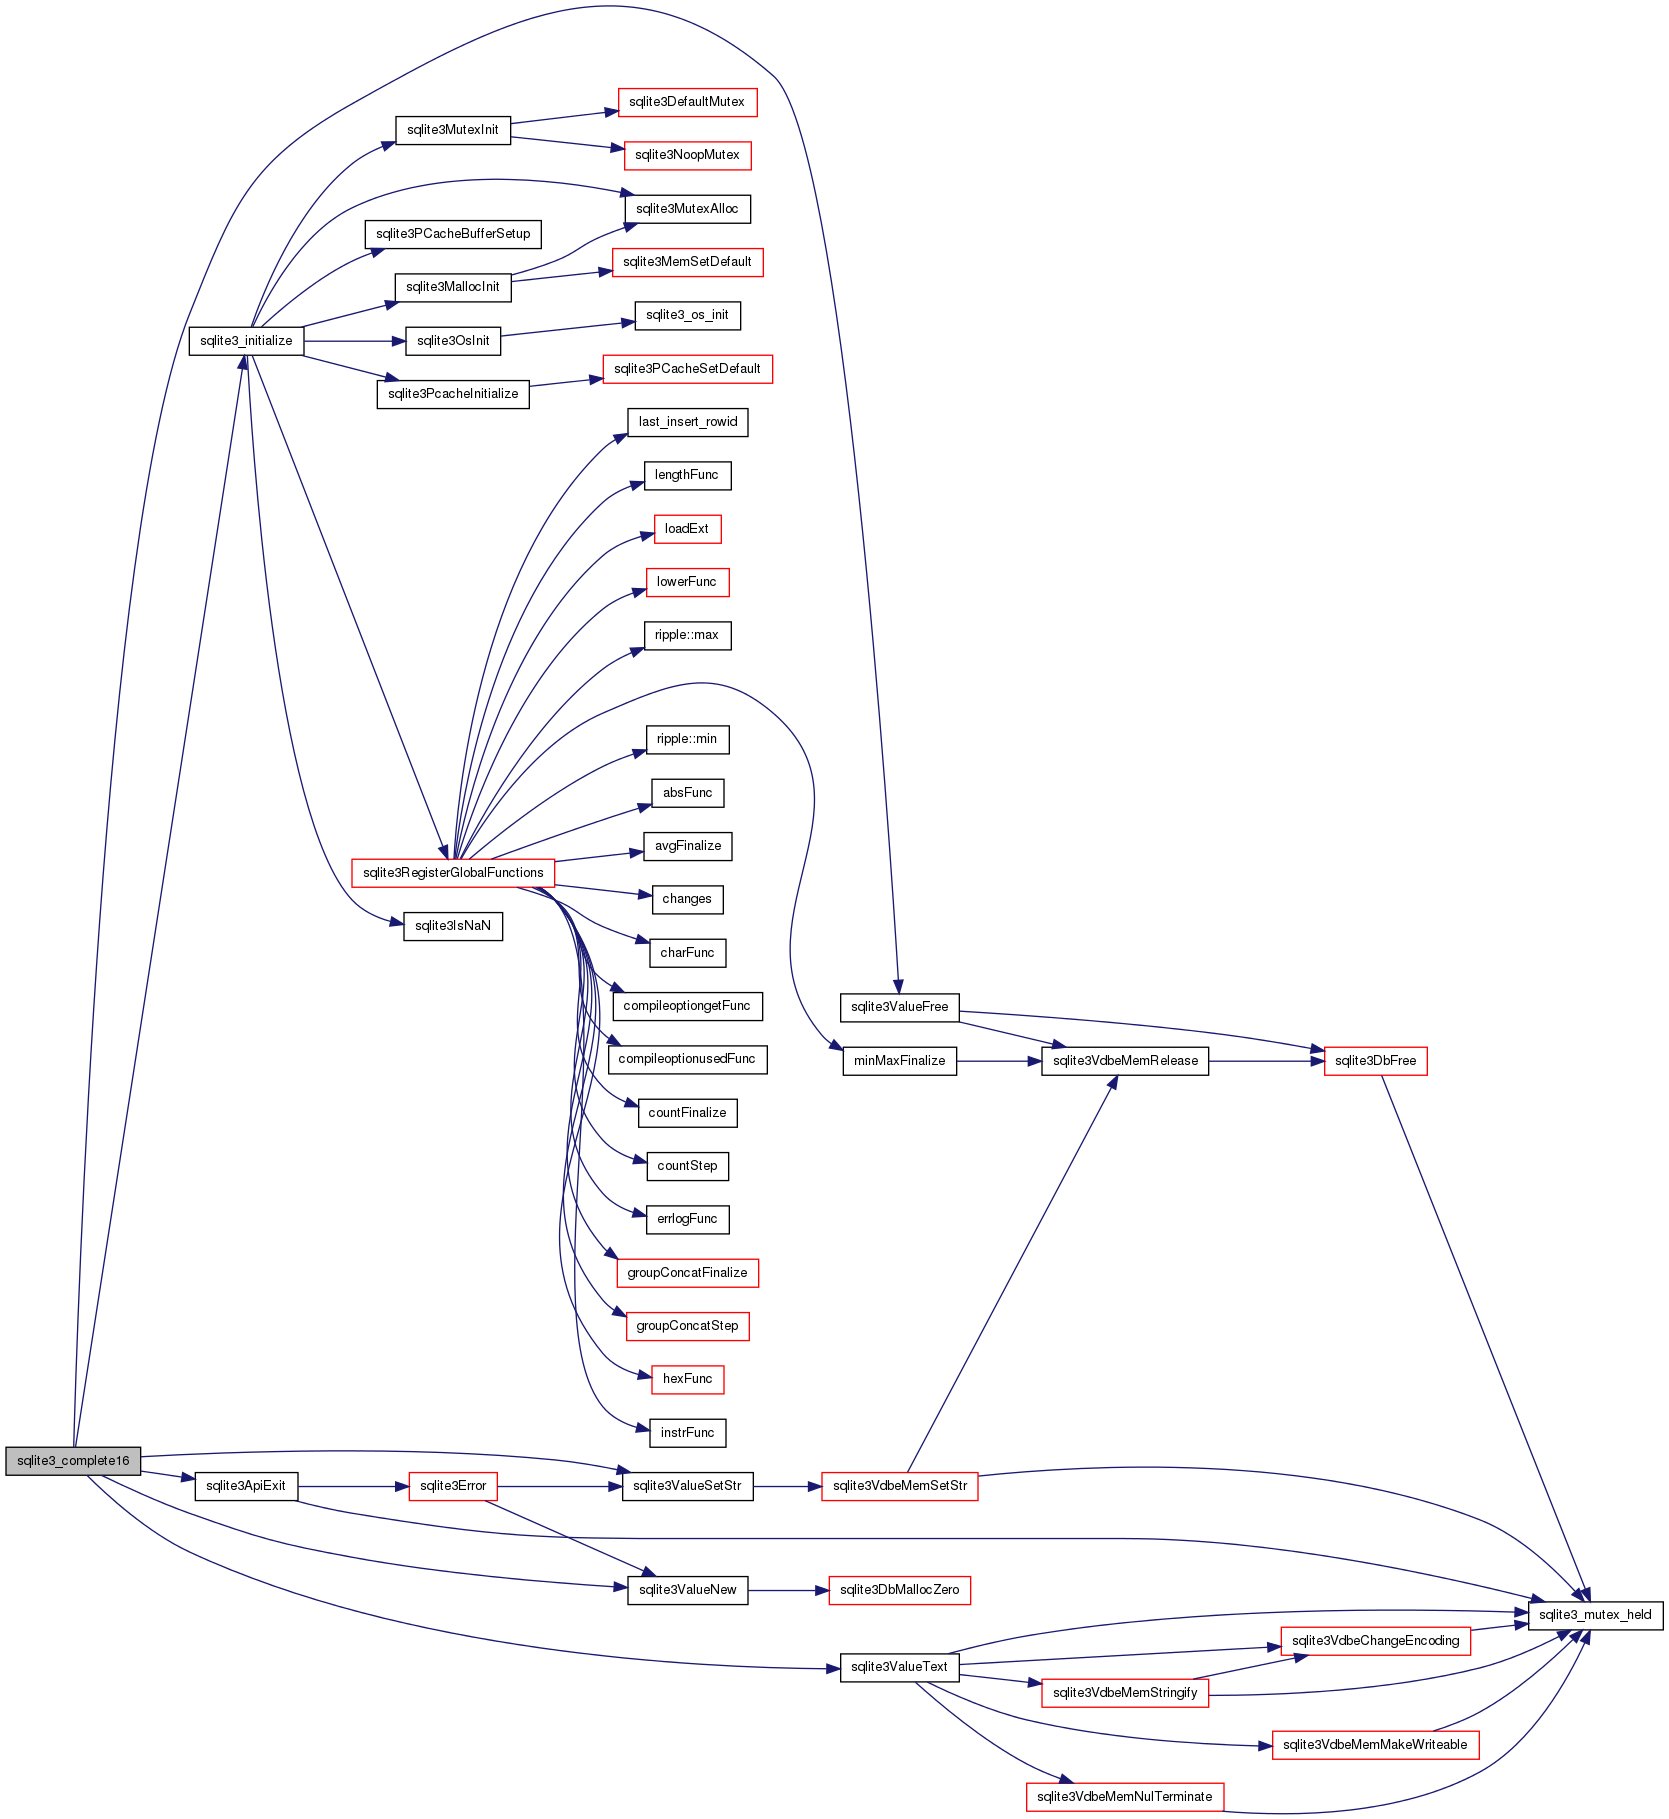 sqlite3DefaultMutex
sqlite3MutexInit
sqlite3NoopMutex
sqlite3MutexAlloc
sqlite3PCacheBufferSetup
sqlite3MemSetDefault
sqlite3MallocInit
sqlite3_os_init
sqlite3_initialize
sqlite3OsInit
sqlite3PCacheSetDefault
sqlite3PcacheInitialize
last_insert_rowid
lengthFunc
loadExt
lowerFunc
ripple::max
ripple::min
absFunc
avgFinalize
sqlite3RegisterGlobalFunctions
changes
sqlite3IsNaN
charFunc
compileoptiongetFunc
sqlite3ValueFree
compileoptionusedFunc
minMaxFinalize
sqlite3VdbeMemRelease
sqlite3DbFree
countFinalize
countStep
errlogFunc
groupConcatFinalize
groupConcatStep
hexFunc
instrFunc
sqlite3_complete16
sqlite3ApiExit
sqlite3Error
sqlite3ValueSetStr
sqlite3VdbeMemSetStr
sqlite3ValueNew
sqlite3DbMallocZero
sqlite3_mutex_held
sqlite3VdbeChangeEncoding
sqlite3ValueText
sqlite3VdbeMemStringify
sqlite3VdbeMemMakeWriteable
sqlite3VdbeMemNulTerminate